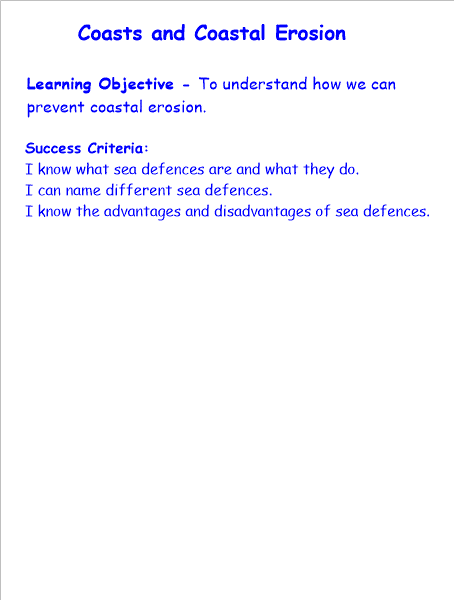 Coasts and Coastal Erosion
Learning Objective - To understand how we can
prevent coastal erosion.
Success Criteria:
I know what sea defences are and what they do.
I can name different sea defences.
I know the advantages and disadvantages of sea defences.